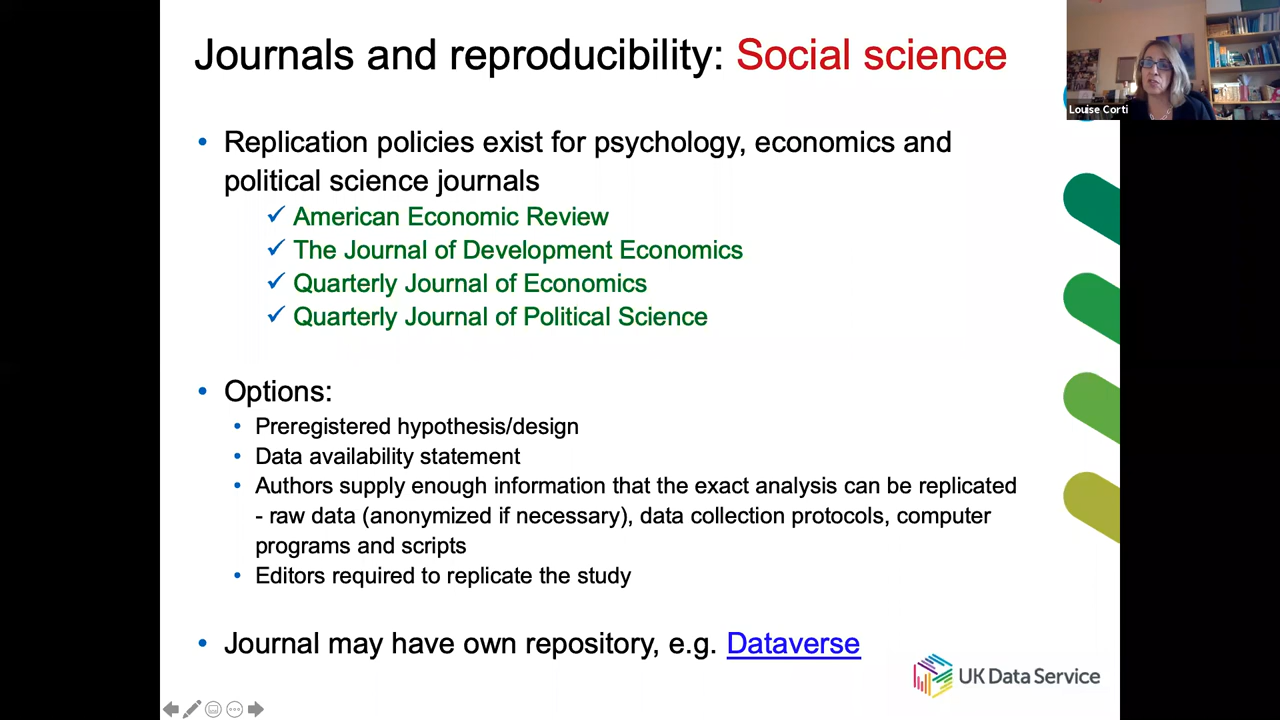 Journals and reproducibility: Social science
Louise Corti
• Replication policies exist for psychology, economics and
political science journals
✓ American Economic Review
✓ The Journal of Development Economics
✓ Quarterly Journal of Economics
✓ Quarterly Journal of Political Science
• Options:
• Preregistered hypothesis/design
• Data availability statement
• Authors supply enough information that the exact analysis can be replicated
- raw data (anonymized if necessary), data collection protocols, computer
programs and scripts
• Editors required to replicate the study
• Journal may have own repository, e.g. Dataverse
UK Data Service